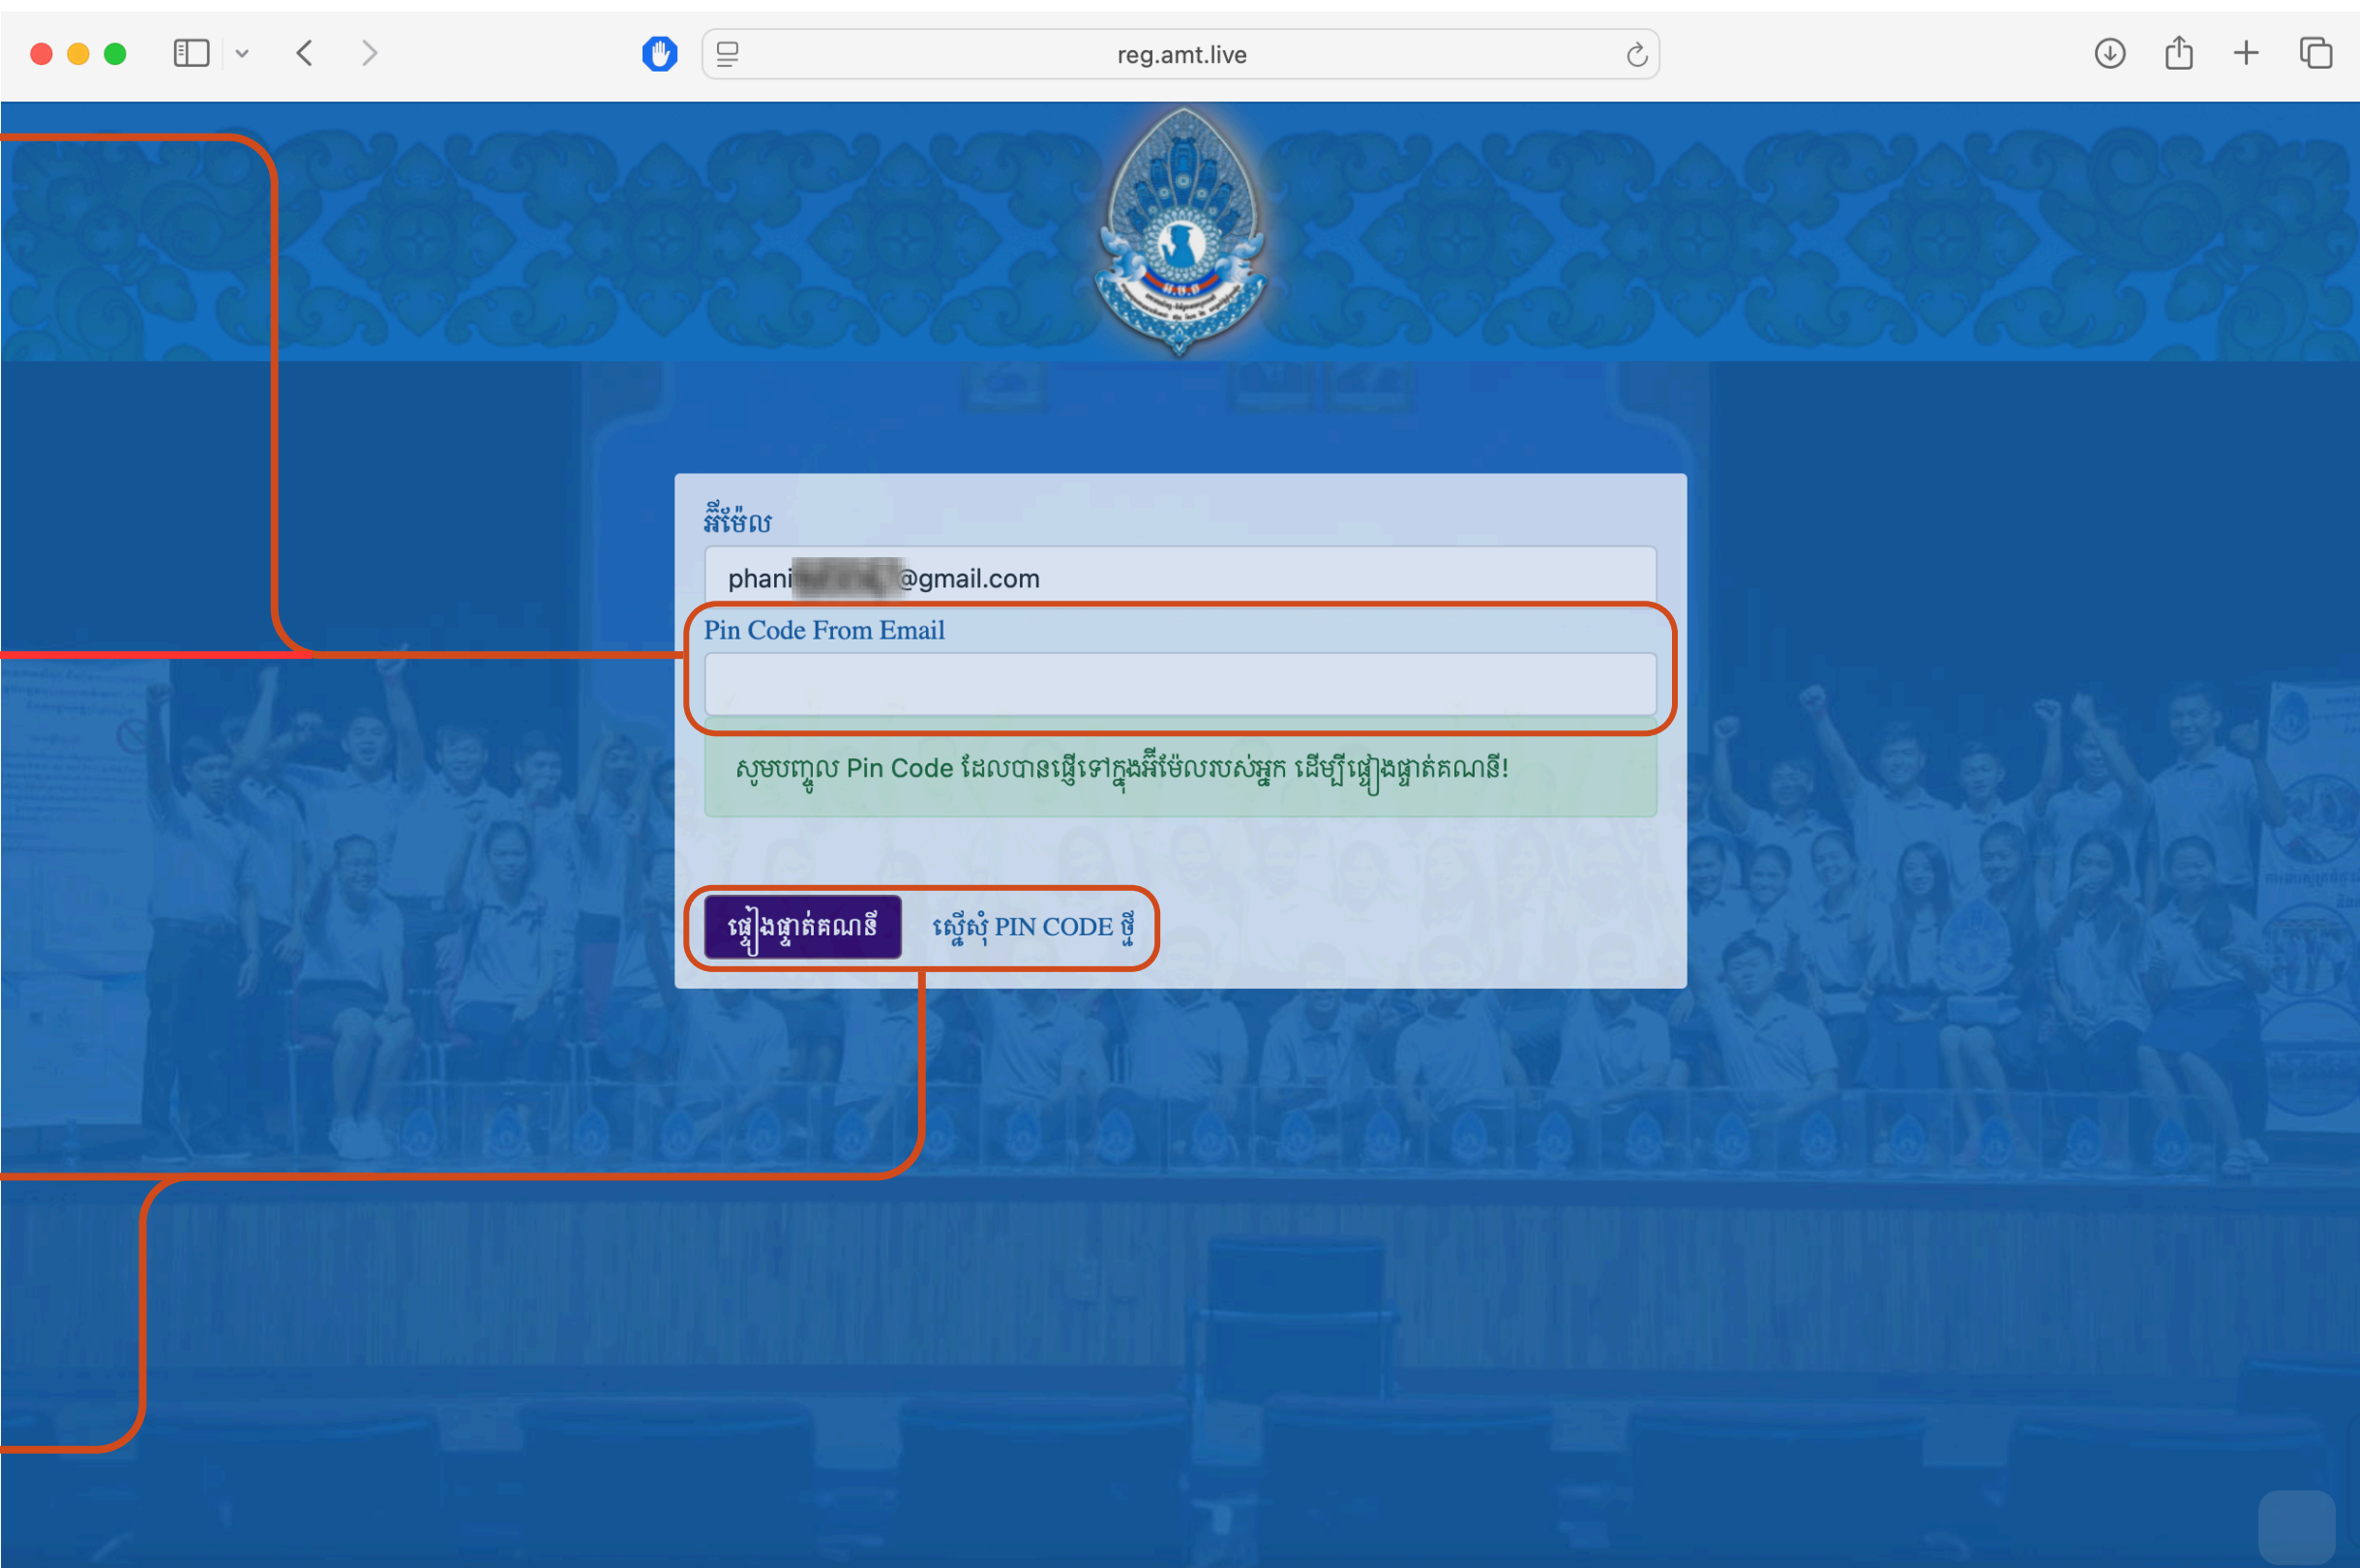 reg.amt.live
អ៊ីម៉ែល
phani @gmail.com
Pin Code From Email
សូមបញ្ចូល Pin Code ដែលបានផ្ញើទៅក្នុងអ៊ីម៉ែលរបស់អ្នក ដើម្បីផ្ទៀងផ្ទាត់គណនី!
ផ្ទៀងផ្ទាត់គណនី ស្នើសុំ PIN CODE ថ្មី